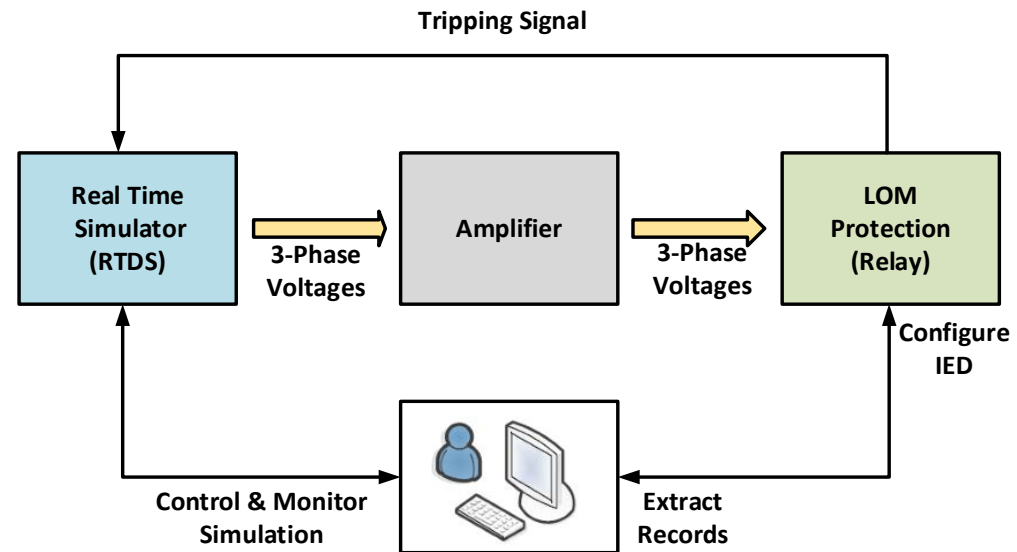 Tripping Signal
Real Time
Simulator
(RTDS)
3-Phase
Voltages
Amplifier
3-Phase
Voltages
LOM
Protection
(Relay)
Configure
IED
Control & Monitor
Simulation
Extract
Records